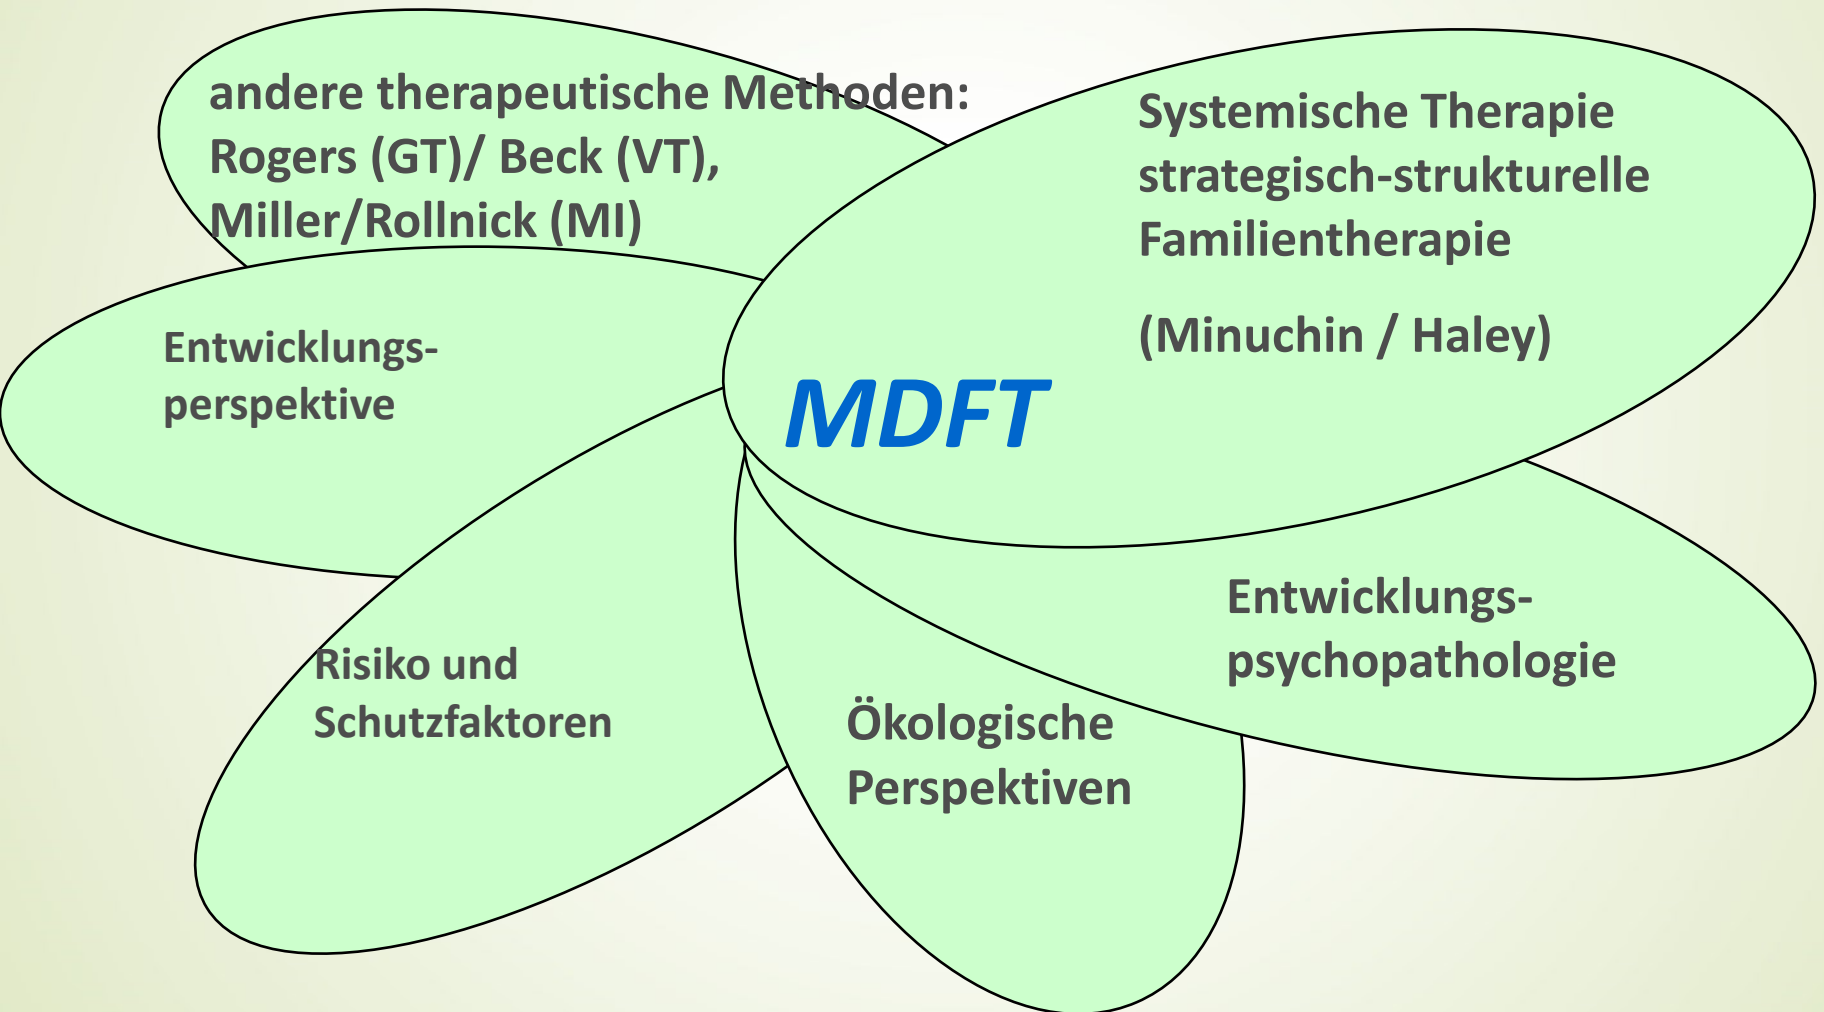 andere therapeutische Methoden:
Rogers (GT)/ Beck (VT),
Miller/Rollnick (MI)
Systemische Therapie
strategisch-strukturelle
Familientherapie
(Minuchin / Haley)
Entwicklungs-
perspektive
MDFT
Risiko und
Schutzfaktoren
Ökologische
Perspektiven
Entwicklungs-
psychopathologie